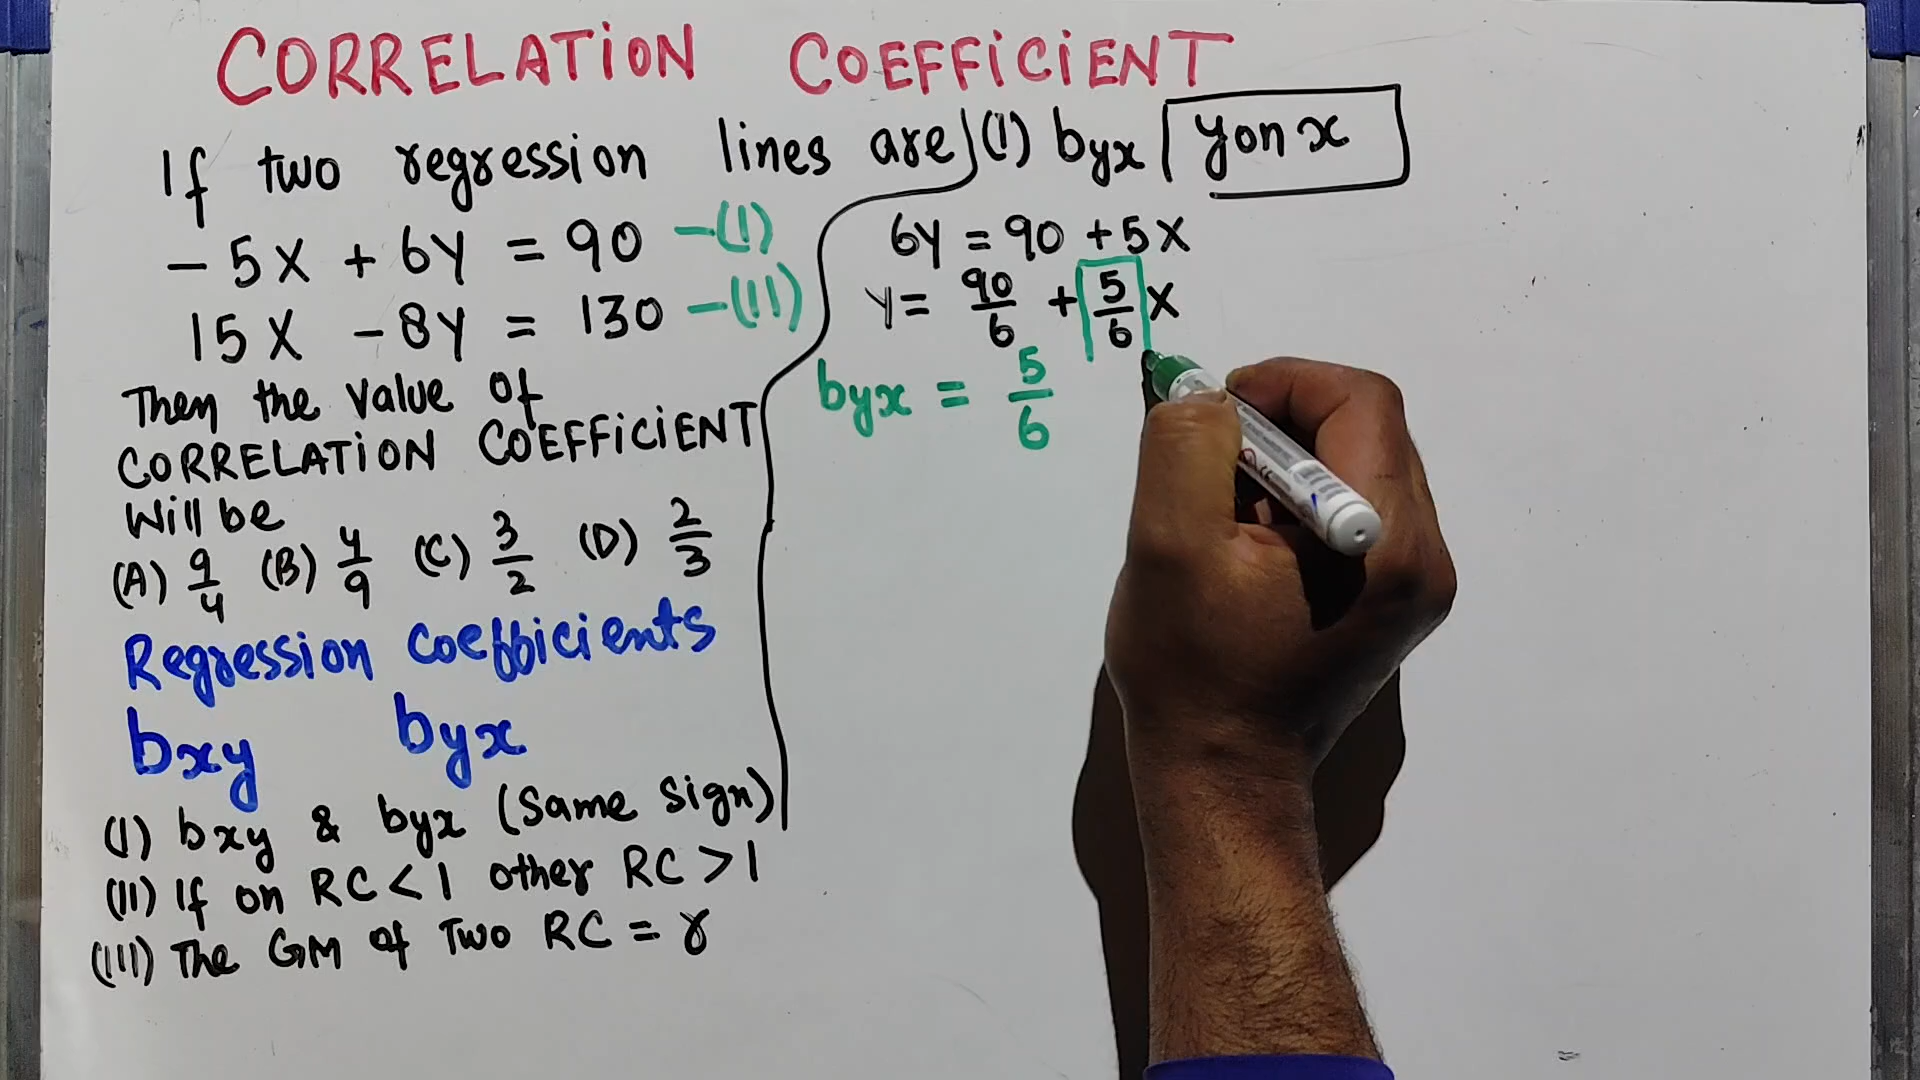 CORRELATION COEFFICIENT
If two regression lines are
-5X + 6Y = 90 -(I)
15X - 8Y = 130 -(II)
Then the value of
CORRELATION COEFFICIENT
Will be
(A) 9/4 (B) 4/9 (C) 3/2 (D) 2/3
Regression Coefficients
bxy byx
(I) bxy & byx (Same Sign)
(II) If on RC < 1 other RC > 1
(III) The GM of Two RC = r
(I) byx y on x
6Y = 90 + 5X
Y = 90/6 + 5/6 X
byx = 5/6